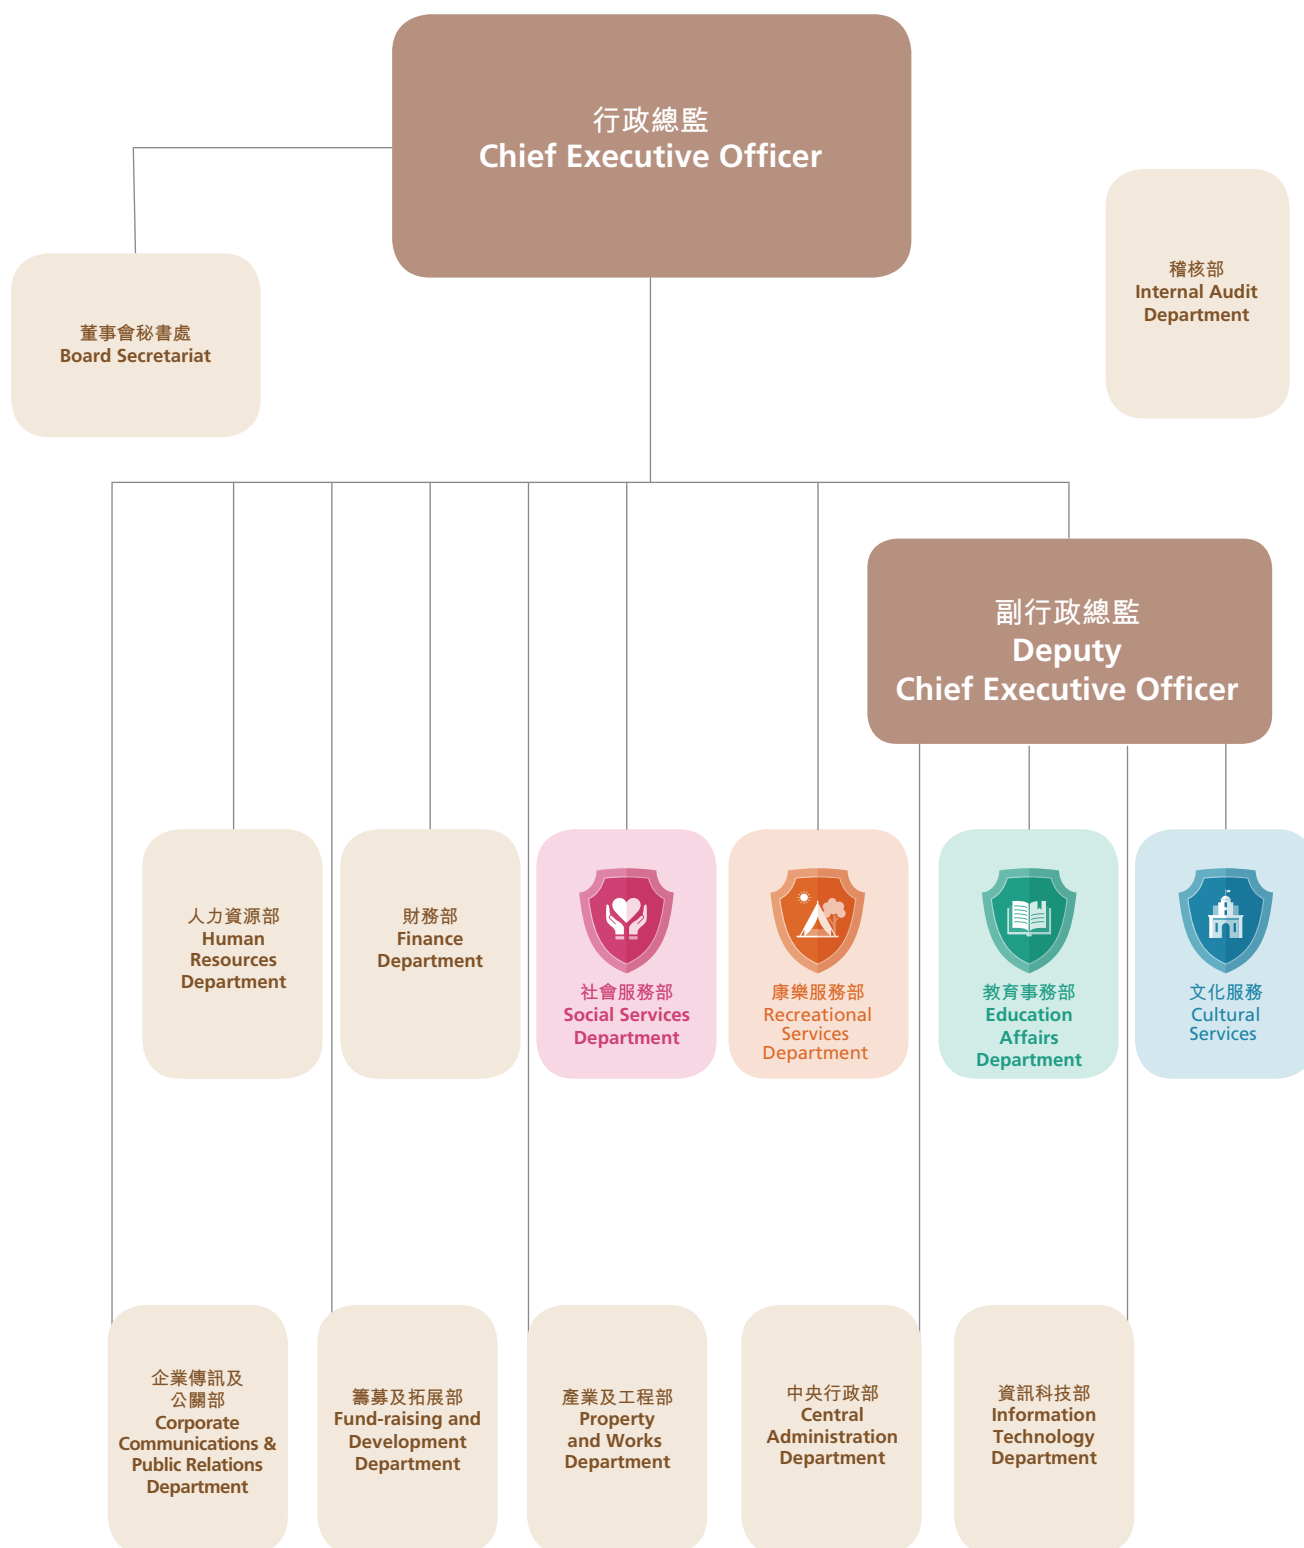 行政總監
Chief Executive Officer
稽核部
Internal Audit
Department
董事會秘書處
Board Secretariat
副行政總監
Deputy
Chief Executive Officer
人力資源部
Human
Resources
Department
財務部
Finance
Department
社會服務部
Social Services
Department
康樂服務部
Recreational
Services
Department
教育事務部
Education
Affairs
Department
文化服務
Cultural
Services
企業傳訊及
公關部
Corporate
Communications &
Public Relations
Department
籌募及拓展部
Fund-raising and
Development
Department
產業及工程部
Property
and Works
Department
中央行政部
Central
Administration
Department
資訊科技部
Information
Technology
Department